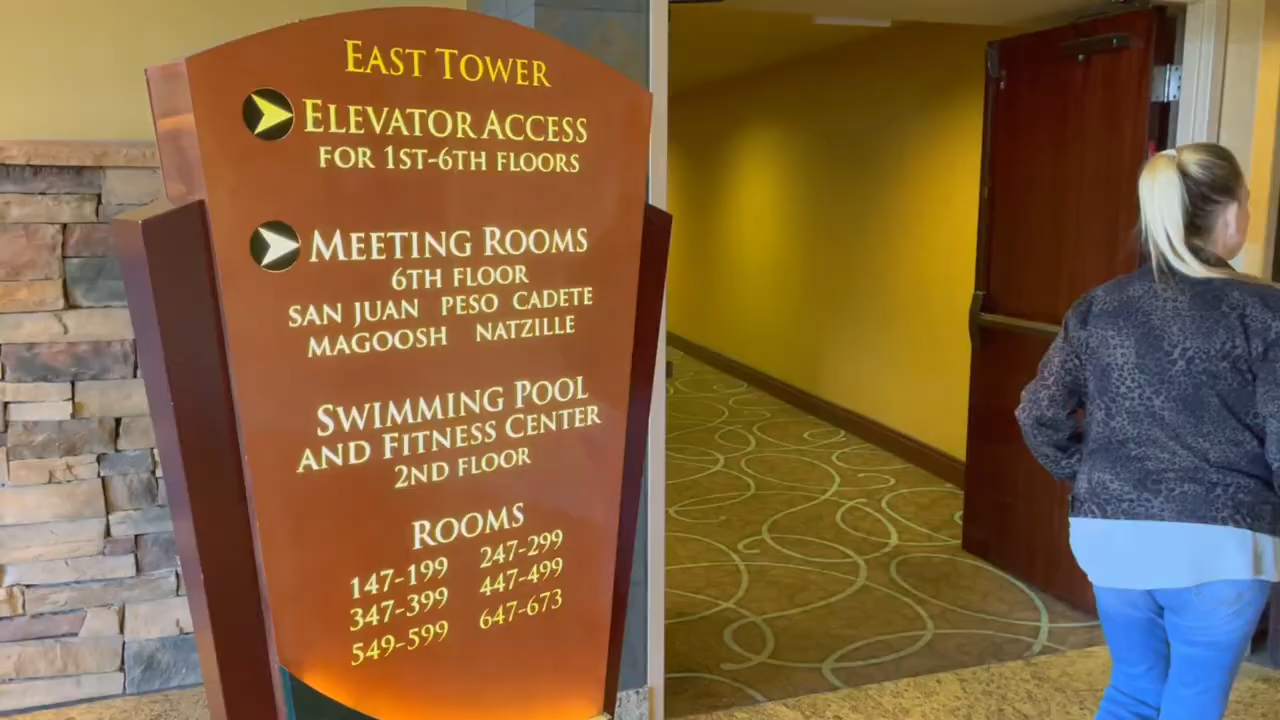 EAST TOWER
ELEVATOR ACCESS
FOR 1ST-6TH FLOORS
MEETING ROOMS
6TH FLOOR
SAN JUAN PESO CADETE
MAGOOSH NATZILLE
SWIMMING POOL
AND FITNESS CENTER
2ND FLOOR
ROOMS
147-199 247-299
347-399 447-499
549-599 647-673